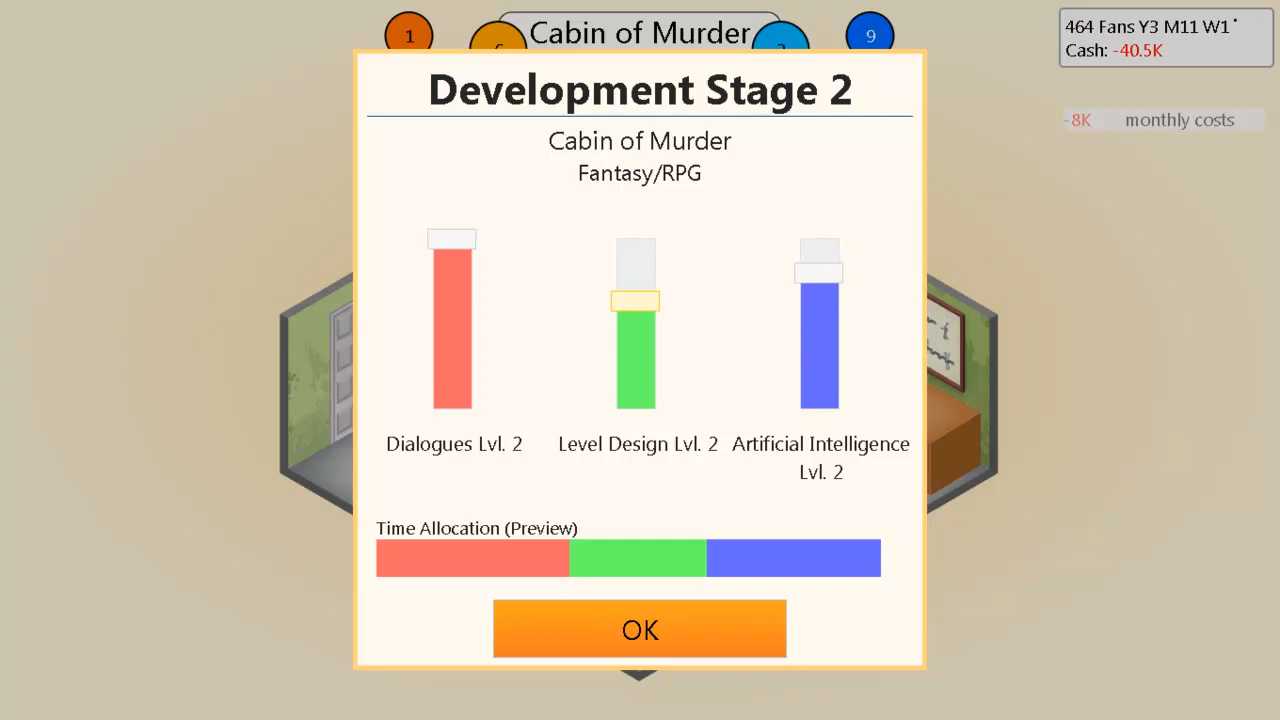 1
Cabin of Murder
9
464 Fans Y3 M11 W1
Cash: -40.5K
-8K monthly costs
Development Stage 2
Cabin of Murder
Fantasy/RPG
Dialogues Lvl. 2
Level Design Lvl. 2
Artificial Intelligence
Lvl. 2
Time Allocation (Preview)
OK